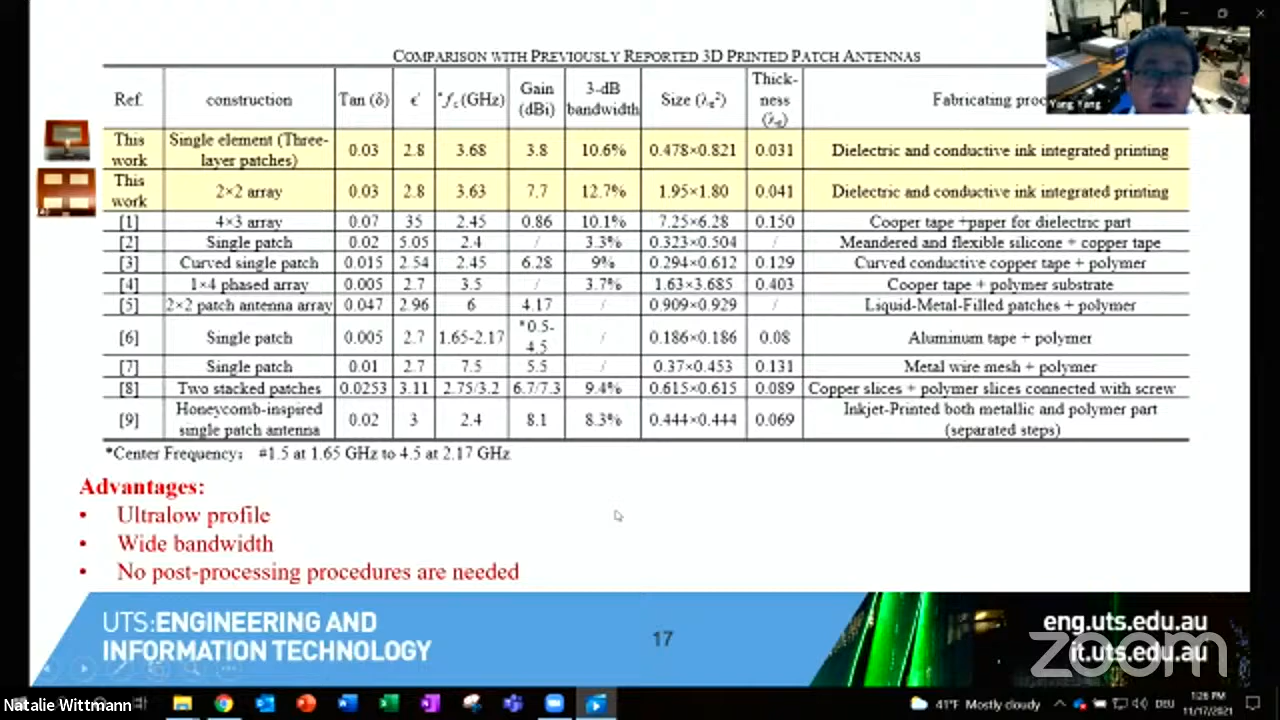 COMPARISON WITH PREVIOUSLY REPORTED 3D PRINTED PATCH ANTENNAS
Ref. construction Tan (δ) ε' *fc (GHz) Gain (dBi) 3-dB bandwidth Size (λg²) Thick-ness (λg) Fabricating proc
Yang Yang
This work Single element (Three-layer patches) 0.03 2.8 3.68 3.8 10.6% 0.478×0.821 0.031 Dielectric and conductive ink integrated printing
This work 2×2 array 0.03 2.8 3.63 7.7 12.7% 1.95×1.80 0.041 Dielectric and conductive ink integrated printing
[1] 4×3 array 0.07 35 2.45 0.86 10.1% 7.25×6.28 0.150 Cooper tape +paper for dielectric part
[2] Single patch 0.02 5.05 2.4 / 3.3% 0.323×0.504 / Meandered and flexible silicone + copper tape
[3] Curved single patch 0.015 2.54 2.45 6.28 9% 0.294×0.612 0.129 Curved conductive copper tape + polymer
[4] 1×4 phased array 0.005 2.7 3.5 / 3.7% 1.63×3.685 0.403 Cooper tape + polymer substrate
[5] 2×2 patch antenna array 0.047 2.96 6 4.17 / 0.909×0.929 / Liquid-Metal-Filled patches + polymer
[6] Single patch 0.005 2.7 1.65-2.17 *0.5-4.5 / 0.186×0.186 0.08 Aluminum tape + polymer
[7] Single patch 0.01 2.7 7.5 5.5 / 0.37×0.453 0.131 Metal wire mesh + polymer
[8] Two stacked patches 0.0253 3.11 2.75/3.2 6.7/7.3 9.4% 0.615×0.615 0.089 Copper slices + polymer slices connected with screw
[9] Honeycomb-inspired single patch antenna 0.02 3 2.4 8.1 8.3% 0.444×0.444 0.069 Inkjet-Printed both metallic and polymer part (separated steps)
*Center Frequency; #1.5 at 1.65 GHz to 4.5 at 2.17 GHz
Advantages:
• Ultralow profile
• Wide bandwidth
• No post-processing procedures are needed
UTS:ENGINEERING AND
INFORMATION TECHNOLOGY
17
eng.uts.edu.au
it.uts.edu.au
zoom
Natalie Wittmann
41°F Mostly cloudy
DEU
1:26 PM
11/17/2021